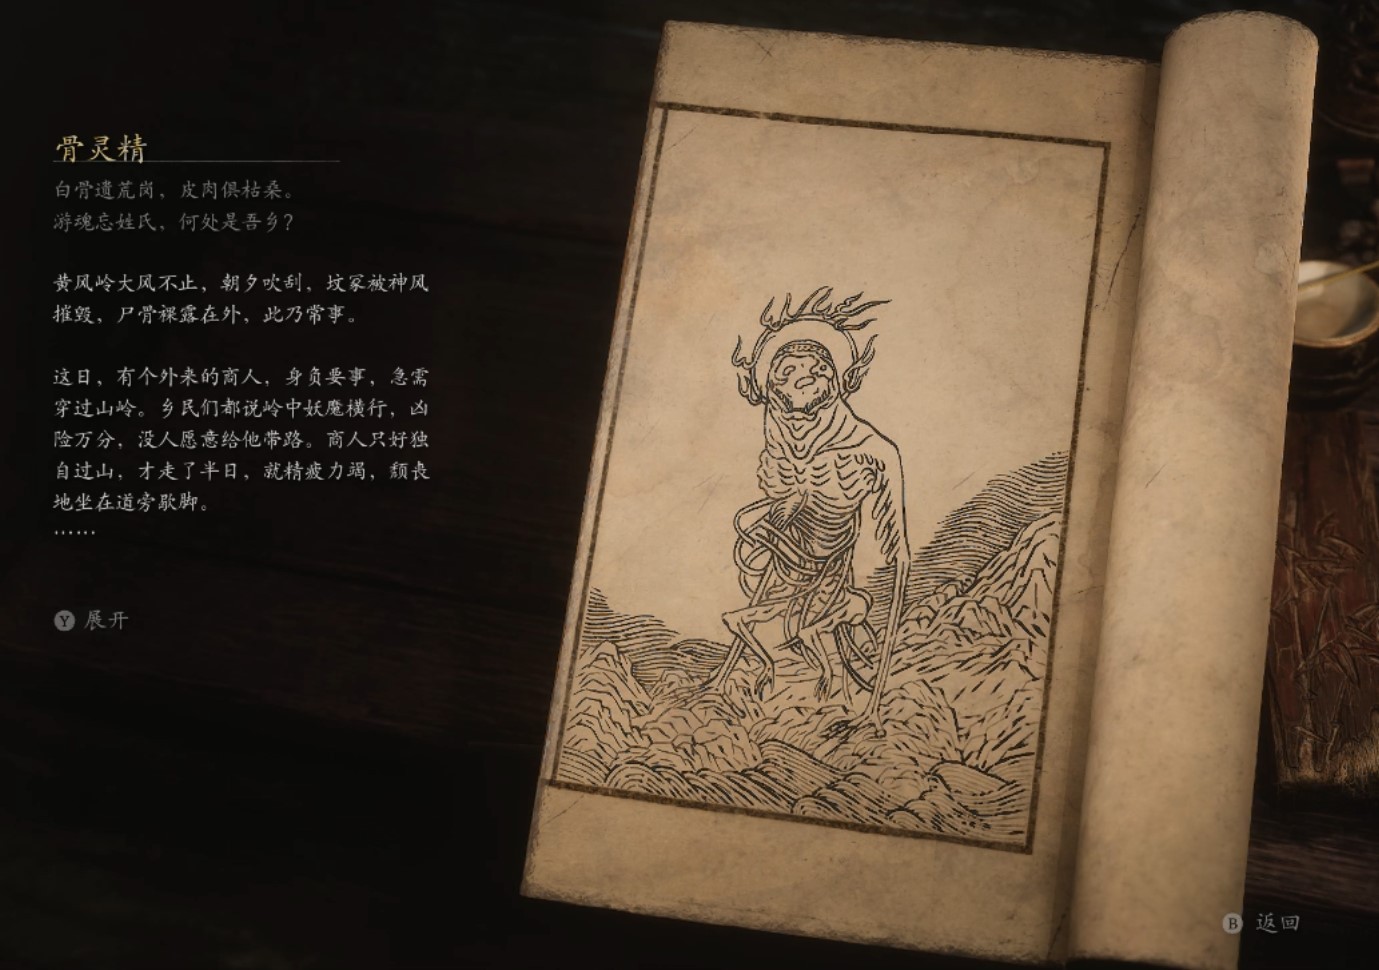 骨灵精
白骨遗荒岗，皮肉俱枯桑。
游魂忘姓氏，何处是吾乡？
黄风岭大风不止，朝夕吹刮，坟冢被神风
摧毁，尸骨裸露在外，此乃常事。
这日，有个外来的商人，身负要事，急需
穿过山岭。乡民们都说岭中妖魔横行，凶
险万分，没人愿意给他带路。商人只好独
自过山，才走了半日，就精疲力竭，颓丧
地坐在道旁歇脚。
……
Y 展开
B 返回